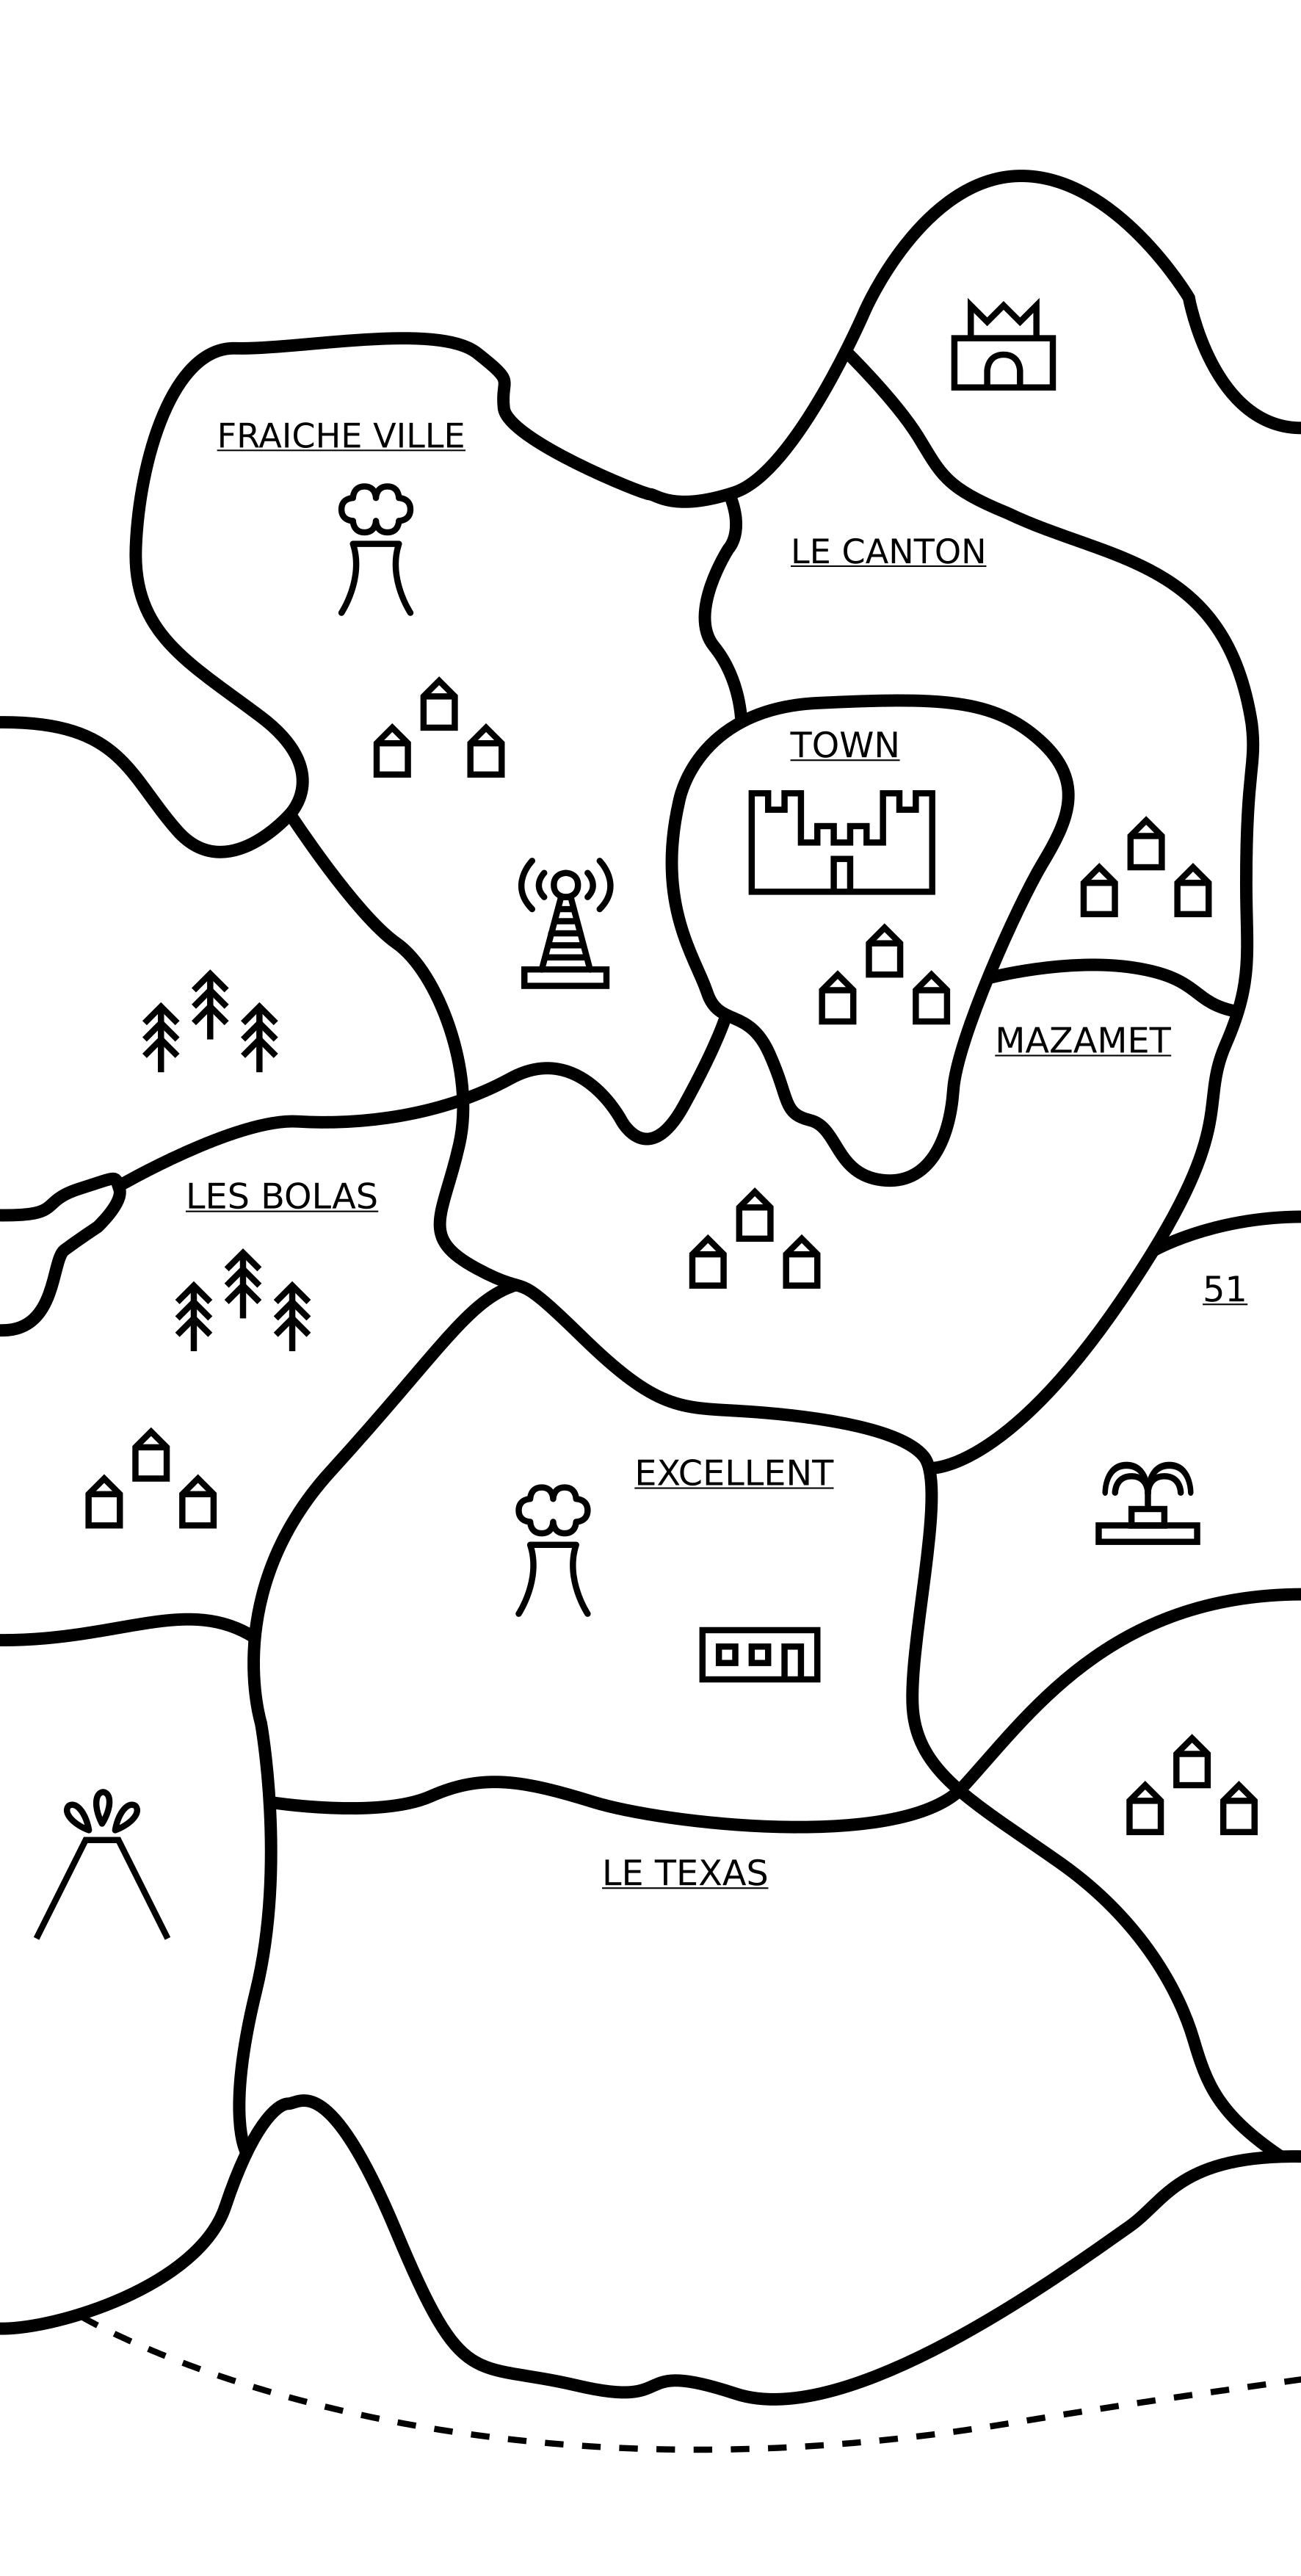 FRAICHE VILLE
LE CANTON
TOWN
MAZAMET
LES BOLAS
51
EXCELLENT
LE TEXAS